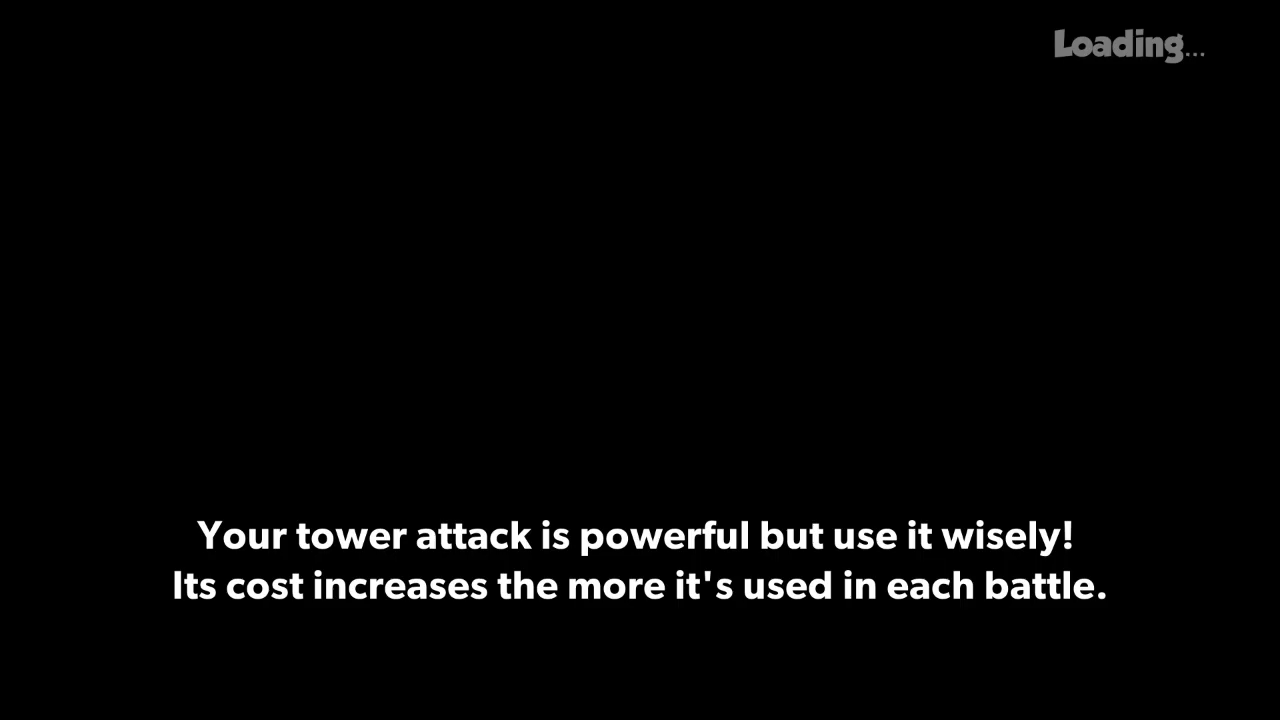 Loading...
Your tower attack is powerful but use it wisely!
Its cost increases the more it's used in each battle.